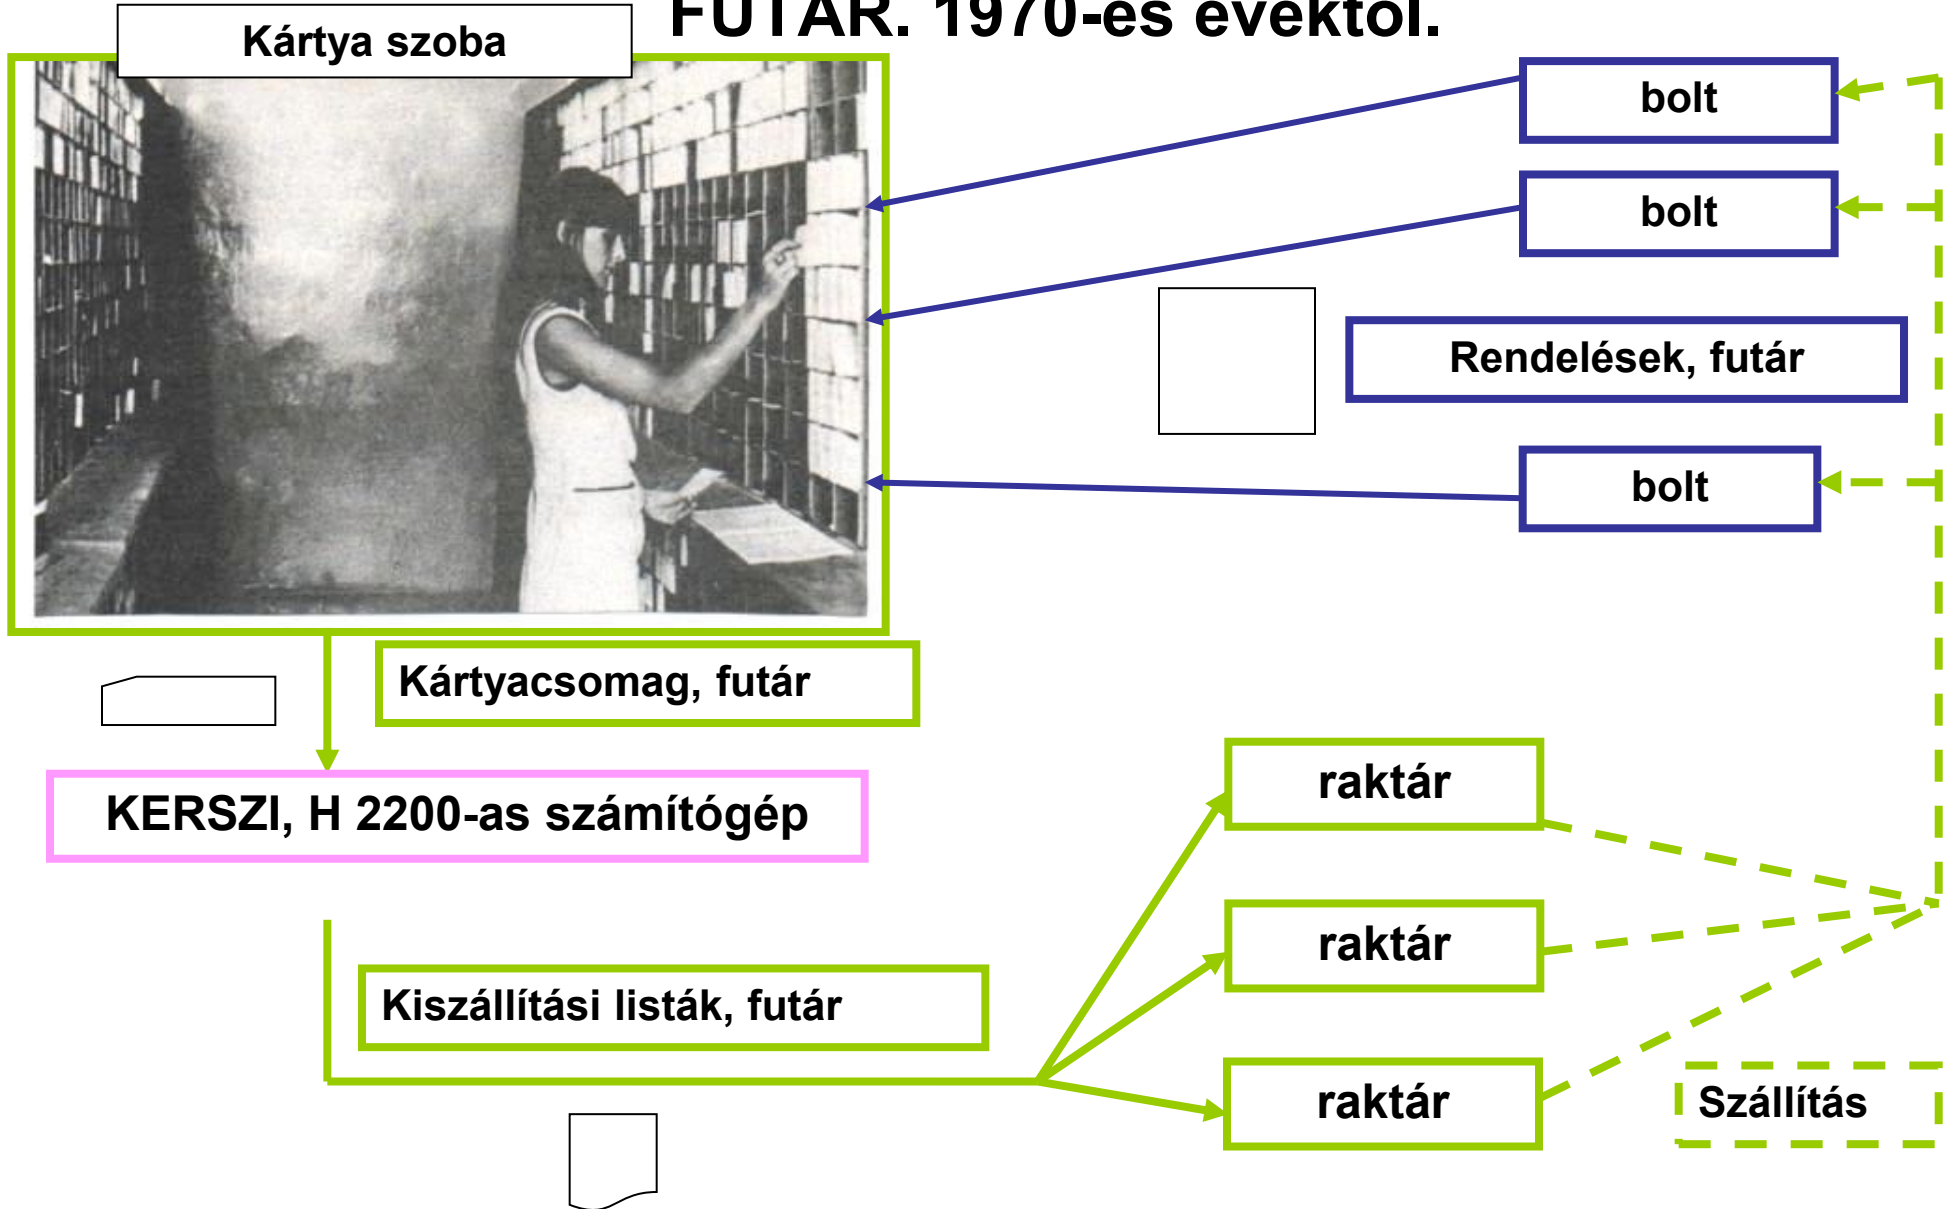 FUTÁR. 1970-es évektől.
Kártya szoba
bolt
bolt
Rendelések, futár
bolt
Kártyacsomag, futár
KERSZI, H 2200-as számítógép
raktár
raktár
Kiszállítási listák, futár
raktár
Szállítás